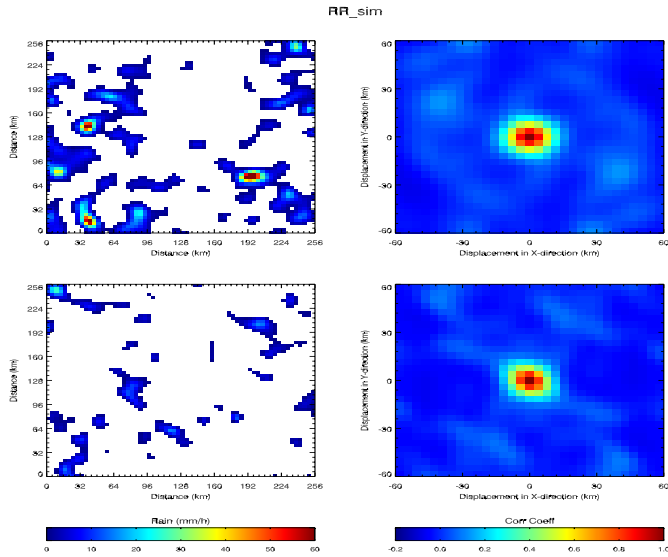 RR_sim
256
224
192
160
128
96
64
32
0
Distance (km)
0 32 64 96 128 160 192 224 256
Distance (km)
60
30
0
-30
-60
Displacement in Y-direction (km)
-60 -30 0 30 60
Displacement in X-direction (km)
256
224
192
160
128
96
64
32
0
Distance (km)
0 32 64 96 128 160 192 224 256
Distance (km)
60
30
0
-30
-60
Displacement in Y-direction (km)
-60 -30 0 30 60
Displacement in X-direction (km)
Rain (mm/h)
0 10 20 30 40 50 60
Corr Coeff
-0.2 0.0 0.2 0.4 0.6 0.8